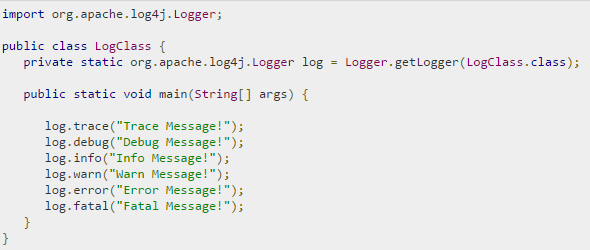 import org.apache.log4j.Logger;
public class LogClass {
   private static org.apache.log4j.Logger log = Logger.getLogger(LogClass.class);
   public static void main(String[] args) {
      log.trace("Trace Message!");
      log.debug("Debug Message!");
      log.info("Info Message!");
      log.warn("Warn Message!");
      log.error("Error Message!");
      log.fatal("Fatal Message!");
   }
}